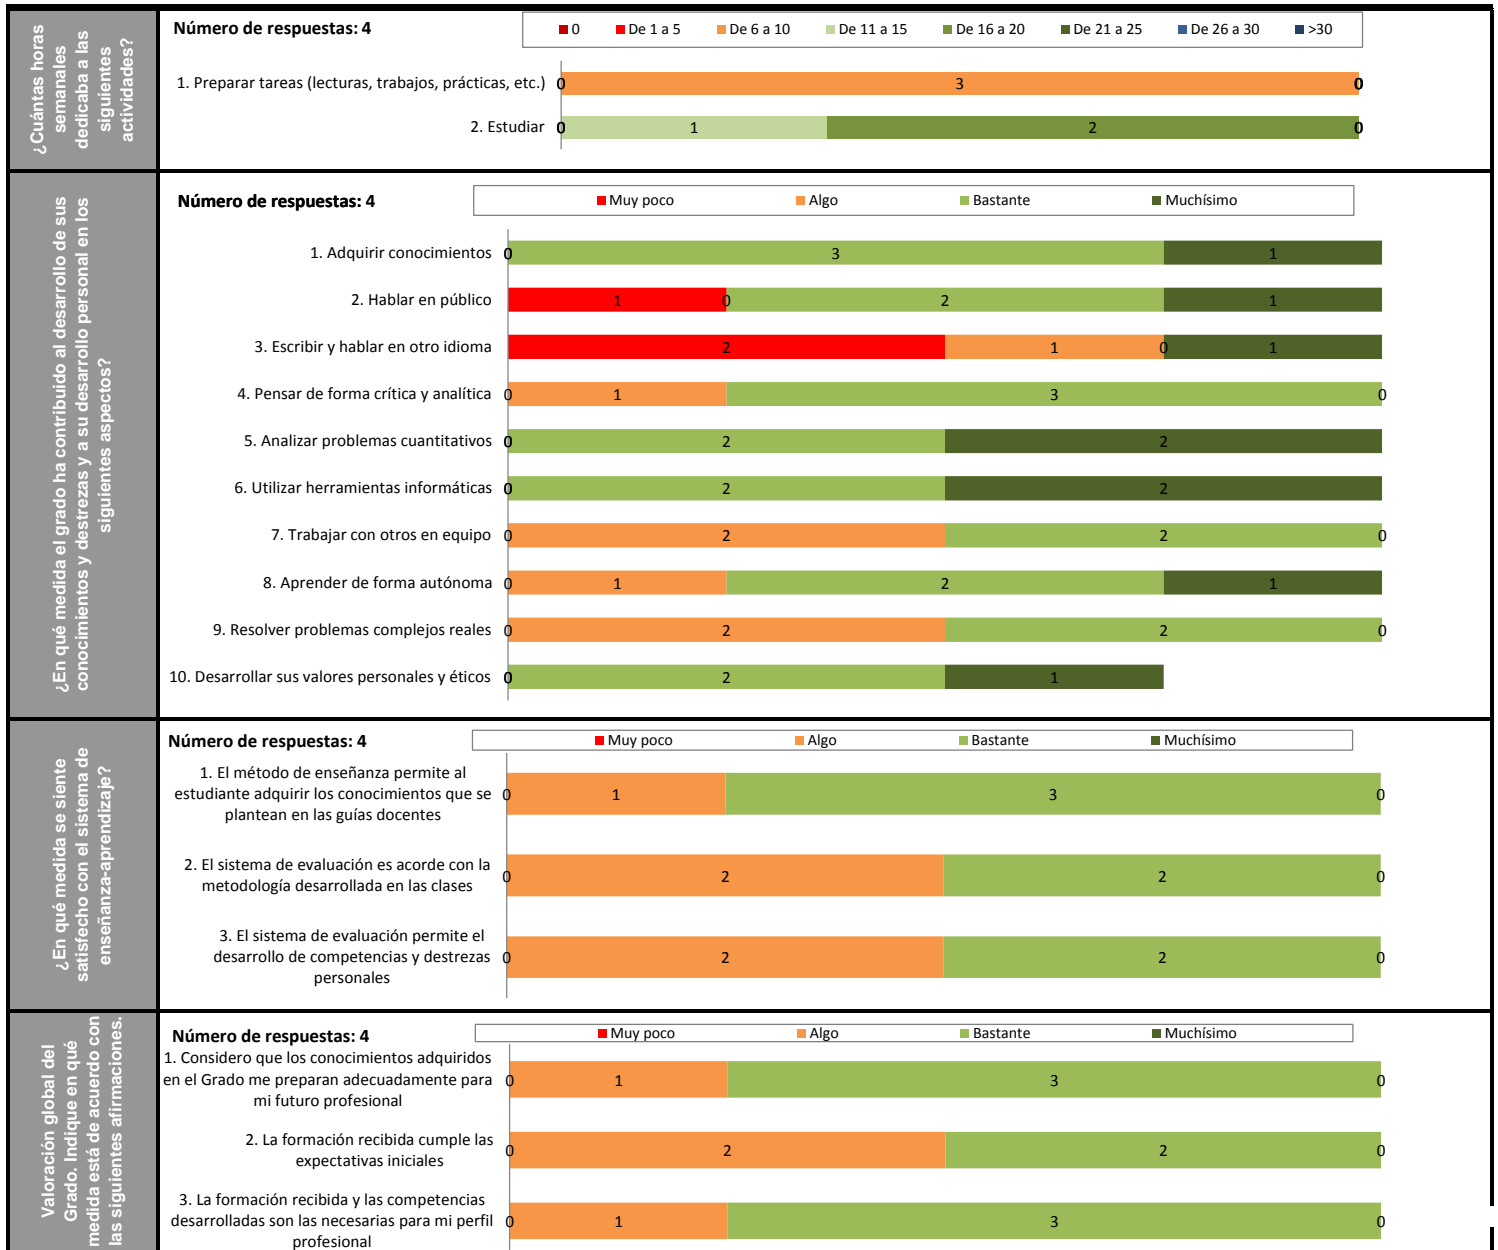 ¿Cuántas horas
semanales
dedicaba a las
siguientes
actividades?
Número de respuestas: 4
0 De 1 a 5 De 6 a 10 De 11 a 15 De 16 a 20 De 21 a 25 De 26 a 30 >30
1. Preparar tareas (lecturas, trabajos, prácticas, etc.) 0 3 0
2. Estudiar 0 1 2 0
¿En qué medida el grado ha contribuido al desarrollo de sus
conocimientos y destrezas y a su desarrollo personal en los
siguientes aspectos?
Número de respuestas: 4
Muy poco Algo Bastante Muchísimo
1. Adquirir conocimientos 0 3 1
2. Hablar en público 1 0 2 1
3. Escribir y hablar en otro idioma 2 1 0 1
4. Pensar de forma crítica y analítica 0 1 3 0
5. Analizar problemas cuantitativos 0 2 2
6. Utilizar herramientas informáticas 0 2 2
7. Trabajar con otros en equipo 0 2 2 0
8. Aprender de forma autónoma 0 1 2 1
9. Resolver problemas complejos reales 0 2 2 0
10. Desarrollar sus valores personales y éticos 0 2 1
¿En qué medida se siente
satisfecho con el sistema de
enseñanza-aprendizaje?
Número de respuestas: 4
Muy poco Algo Bastante Muchísimo
1. El método de enseñanza permite al
estudiante adquirir los conocimientos que se
plantean en las guías docentes
0 1 3 0
2. El sistema de evaluación es acorde con la
metodología desarrollada en las clases
0 2 2 0
3. El sistema de evaluación permite el
desarrollo de competencias y destrezas
personales
0 2 2 0
Valoración global del
Grado. Indique en qué
medida está de acuerdo con
las siguientes afirmaciones.
Número de respuestas: 4
Muy poco Algo Bastante Muchísimo
1. Considero que los conocimientos adquiridos
en el Grado me preparan adecuadamente para
mi futuro profesional
0 1 3 0
2. La formación recibida cumple las
expectativas iniciales
0 2 2 0
3. La formación recibida y las competencias
desarrolladas son las necesarias para mi perfil
profesional
0 1 3 0